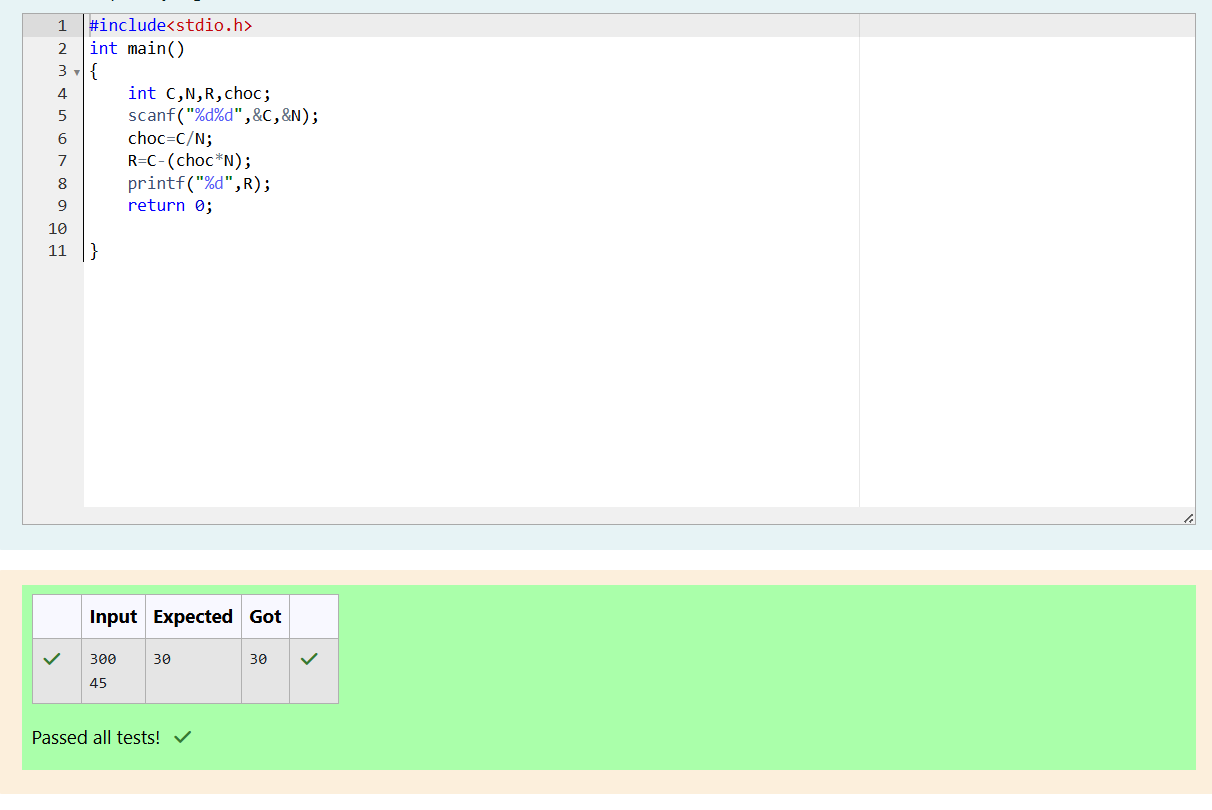 1 #include<stdio.h>
2 int main()
3 {
4 int C,N,R,choc;
5 scanf("%d%d",&C,&N);
6 choc=C/N;
7 R=C-(choc*N);
8 printf("%d",R);
9 return 0;
10
11 }
Input Expected Got
300 30 30
45
Passed all tests!